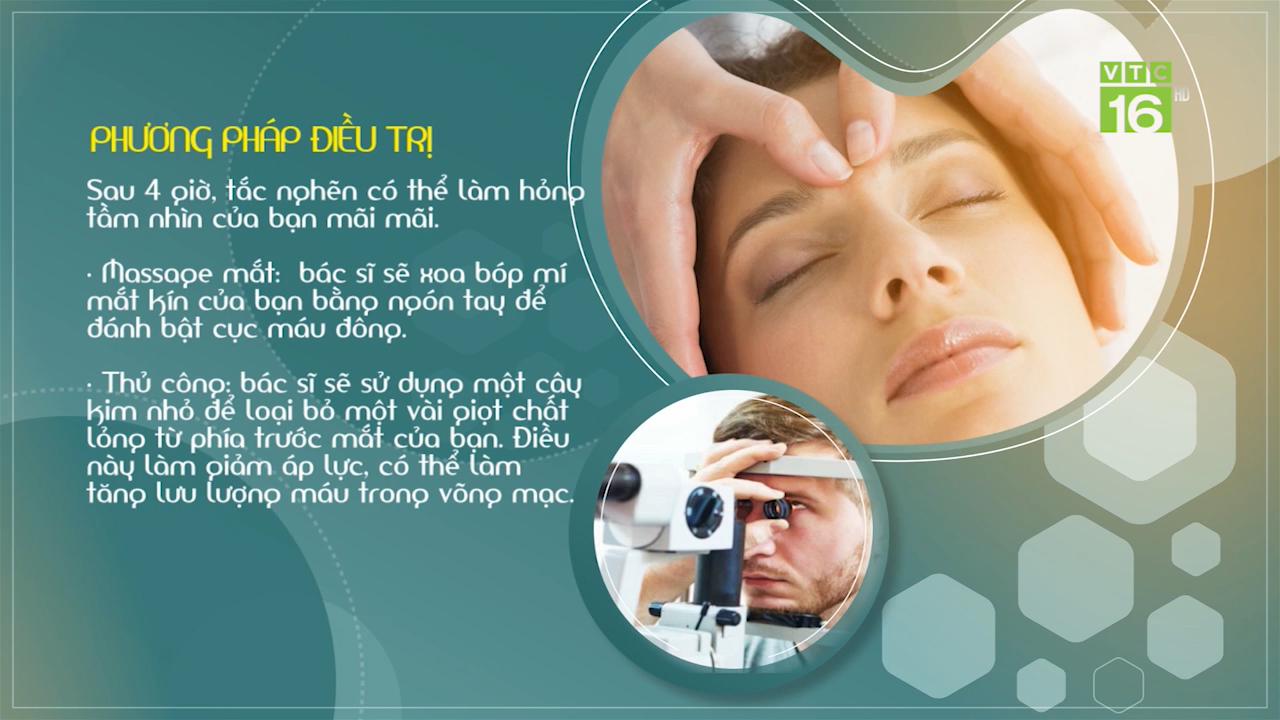 VTC
16 HD
PHƯƠNG PHÁP ĐIỀU TRỊ
Sau 4 giờ, tắc nghẽn có thể làm hỏng
tầm nhìn của bạn mãi mãi.
· Massage mắt: bác sĩ sẽ xoa bóp mí
mắt kín của bạn bằng ngón tay để
đánh bật cục máu đông.
· Thủ công: bác sĩ sẽ sử dụng một cây
kim nhỏ để loại bỏ một vài giọt chất
lỏng từ phía trước mắt của bạn. Điều
này làm giảm áp lực, có thể làm
tăng lưu lượng máu trong võng mạc.